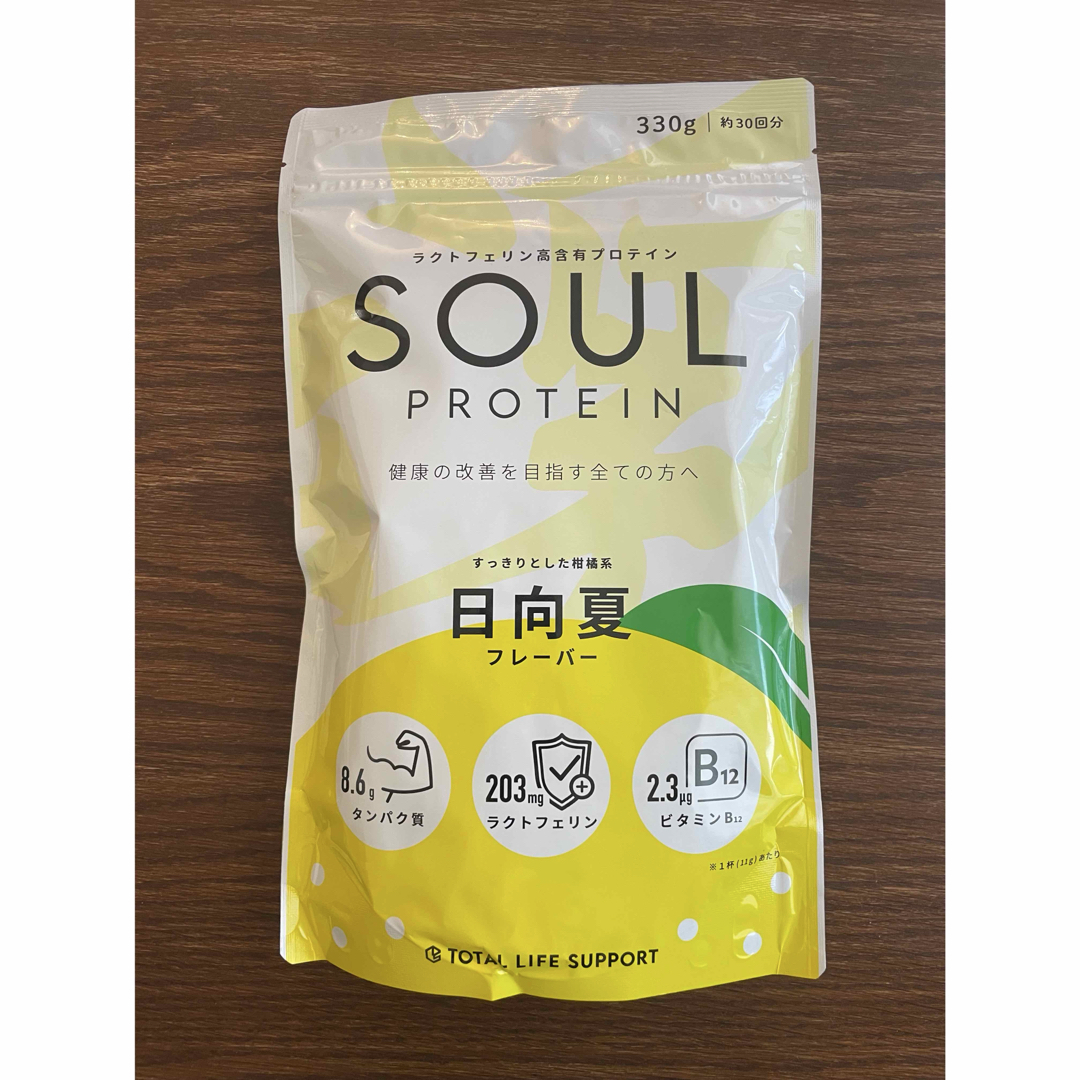 330g | 約30回分
ラクトフェリン高含有プロテイン
SOUL
PROTEIN
健康の改善を目指す全ての方へ
すっきりとした柑橘系
日向夏
フレーバー
8.6g
タンパク質
203mg
ラクトフェリン
2.3μg
B12
ビタミンB12
※1杯(11g)あたり
TOTAL LIFE SUPPORT